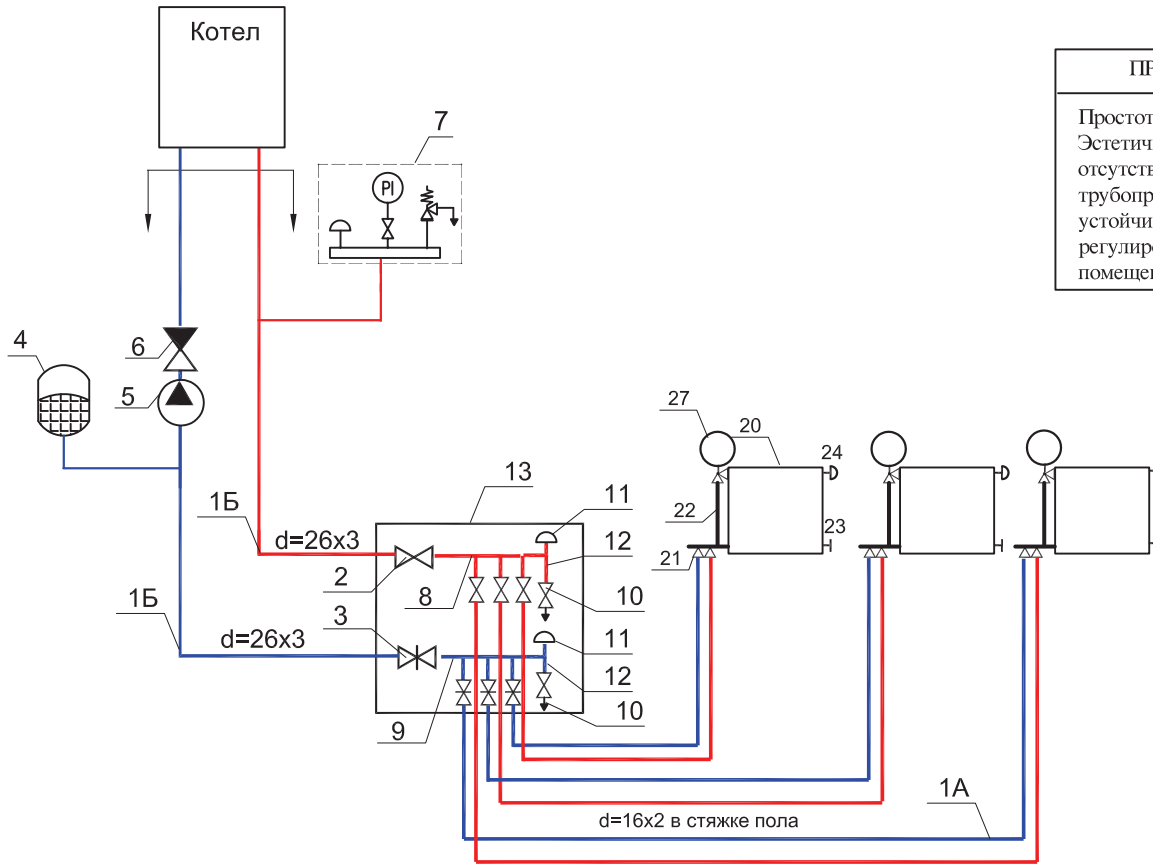 Котел
7
PI
ПР
Простот
Эстетич
отсутств
трубопр
устойчи
регулиро
помещен
4
6
5
27
20
24
13
11
1Б
d=26x3
22
23
12
2
8
10
21
1Б
3
11
d=26x3
12
9
10
1А
d=16x2 в стяжке пола